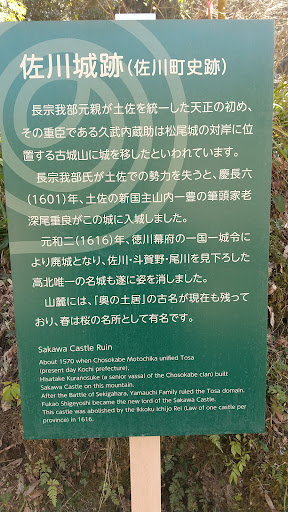 佐川城跡(佐川町史跡)
長宗我部元親が土佐を統一した天正の初め、
その重臣である久武内蔵助は松尾城の対岸に位
置する古城山に城を移したといわれています。
長宗我部氏が土佐での勢力を失うと、慶長六
(1601)年、土佐の新国主山内一豊の筆頭家老
深尾重良がこの城に入城しました。
元和二(1616)年、徳川幕府の一国一城令に
より廃城となり、佐川・斗賀野・尾川を見下ろした
高北唯一の名城も遂に姿を消しました。
山麓には、「奥の土居」の古名が現在も残って
おり、春は桜の名所として有名です。
Sakawa Castle Ruin
About 1570 when Chosokabe Motochika unified Tosa
(present day Kochi prefecture),
Hisatake Kuranosuke (a senior vassal of the Chosokabe clan) built
Sakawa Castle on this mountain.
After the Battle of Sekigahara, Yamauchi Family ruled the Tosa domain.
Fukao Shigeyoshi became the new lord of the Sakawa Castle.
This castle was abolished by the Ikkoku Ichijo Rei (Law of one castle per
province) in 1616.